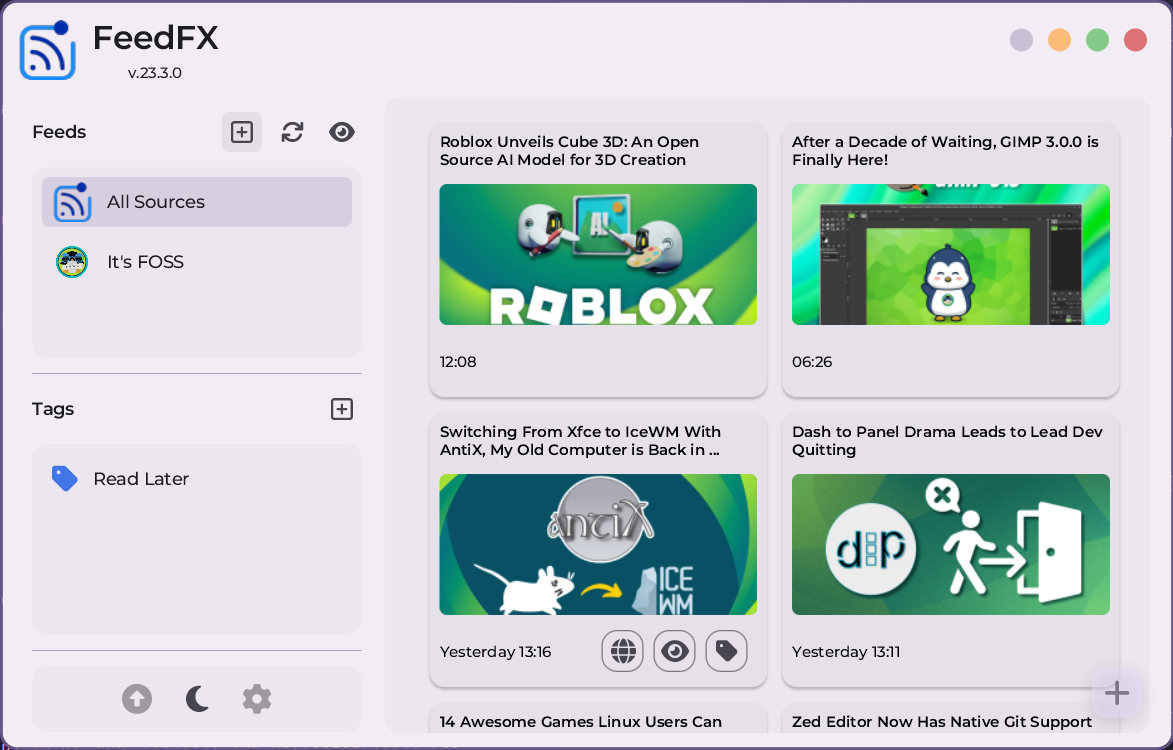 FeedFX
v.23.3.0
Feeds
All Sources
It's FOSS
Tags
Read Later
Roblox Unveils Cube 3D: An Open
Source AI Model for 3D Creation
AI
ROBLOX
12:08
After a Decade of Waiting, GIMP 3.0.0 is
Finally Here!
06:26
Switching From Xfce to IceWM With
AntiX, My Old Computer is Back in ...
antiX
ICE
WM
Yesterday 13:16
Dash to Panel Drama Leads to Lead Dev
Quitting
d p
Yesterday 13:11
14 Awesome Games Linux Users Can
Zed Editor Now Has Native Git Support